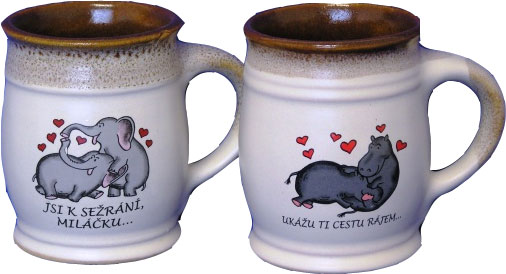 JSI K SEŽRÁNÍ,
MILÁČKU...
UKÁŽU TI CESTU RÁJEM...